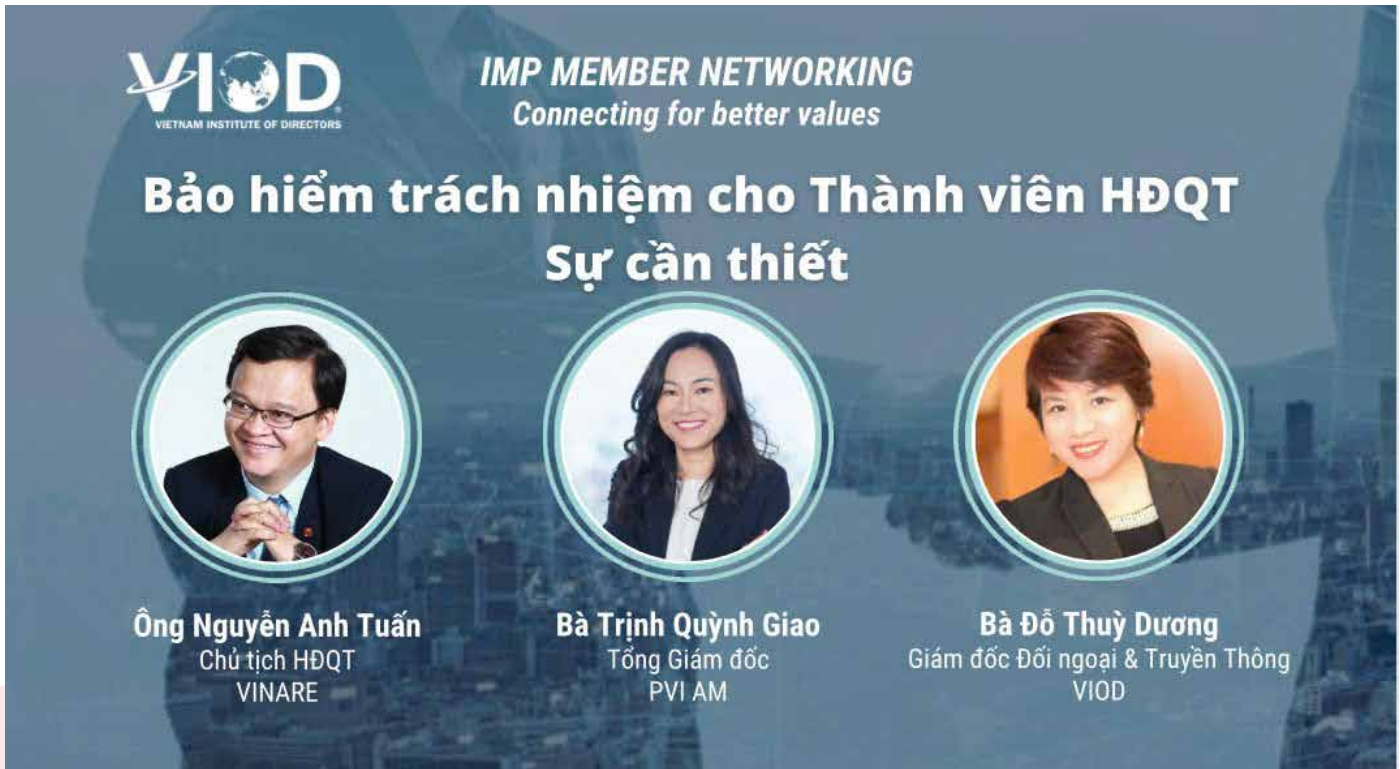 VIOD
VIETNAM INSTITUTE OF DIRECTORS
IMP MEMBER NETWORKING
Connecting for better values
Bảo hiểm trách nhiệm cho Thành viên HĐQT
Sự cần thiết
Ông Nguyễn Anh Tuấn
Chủ tịch HĐQT
VINARE
Bà Trịnh Quỳnh Giao
Tổng Giám đốc
PVI AM
Bà Đỗ Thuỳ Dương
Giám đốc Đối ngoại & Truyền Thông
VIOD